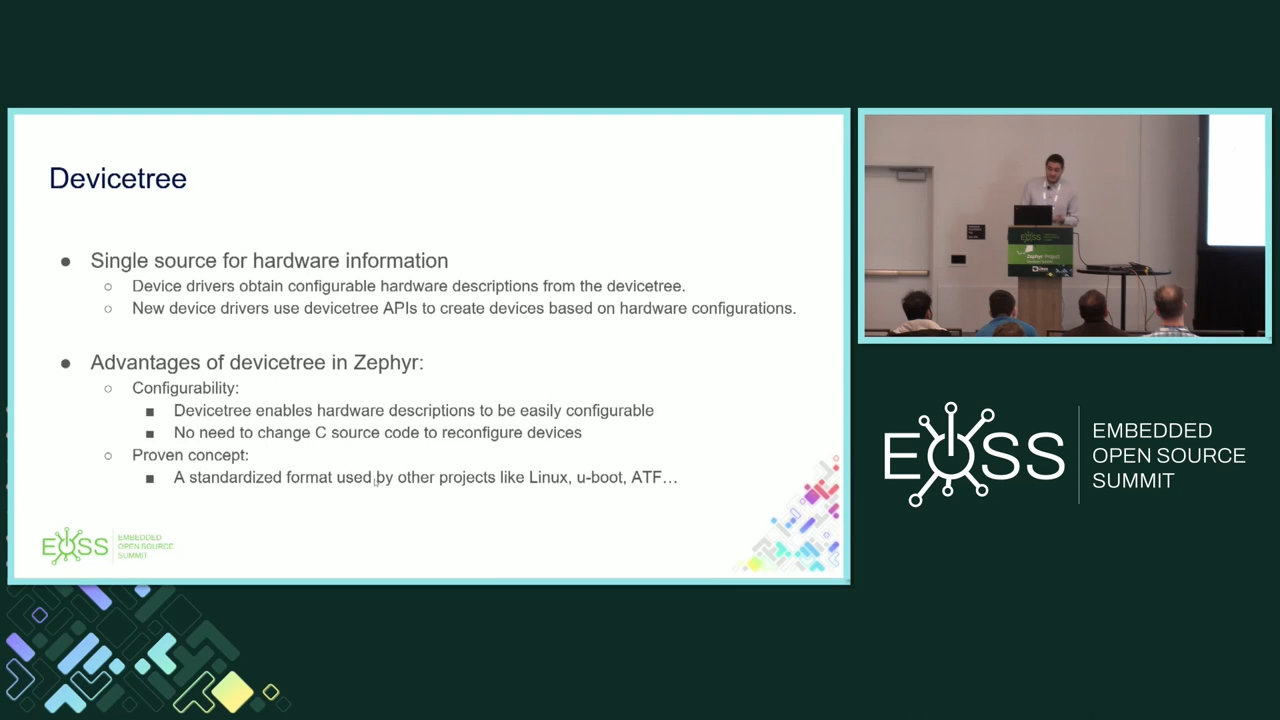 Devicetree
● Single source for hardware information
○ Device drivers obtain configurable hardware descriptions from the devicetree.
○ New device drivers use devicetree APIs to create devices based on hardware configurations.
● Advantages of devicetree in Zephyr:
○ Configurability:
■ Devicetree enables hardware descriptions to be easily configurable
■ No need to change C source code to reconfigure devices
○ Proven concept:
■ A standardized format used by other projects like Linux, u-boot, ATF…
EOSS
EMBEDDED
OPEN SOURCE
SUMMIT
EOSS
Zephyr Project
EOSS
EMBEDDED
OPEN SOURCE
SUMMIT